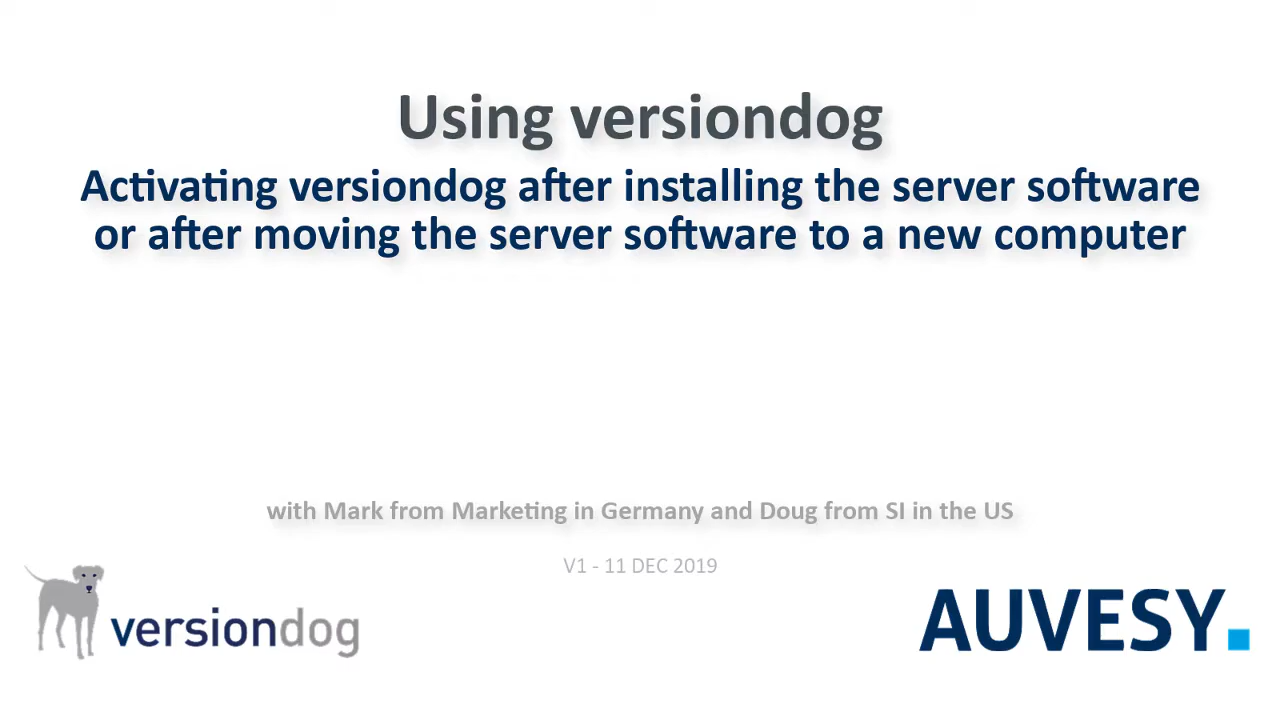 Using versiondog
Activating versiondog after installing the server software
or after moving the server software to a new computer
with Mark from Marketing in Germany and Doug from SI in the US
V1 - 11 DEC 2019
versiondog
AUVESY.